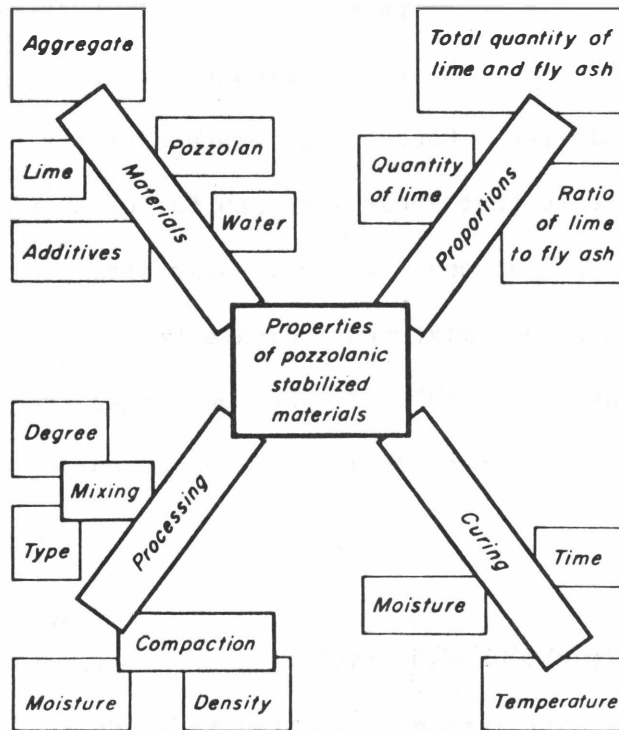 Aggregate
Lime
Additives
Materials
Pozzolan
Water
Total quantity of
lime and fly ash
Quantity
of lime
Proportions
Ratio
of lime
to fly ash
Properties
of pozzolanic
stabilized
materials
Degree
Mixing
Type
Processing
Compaction
Moisture
Density
Curing
Time
Moisture
Temperature